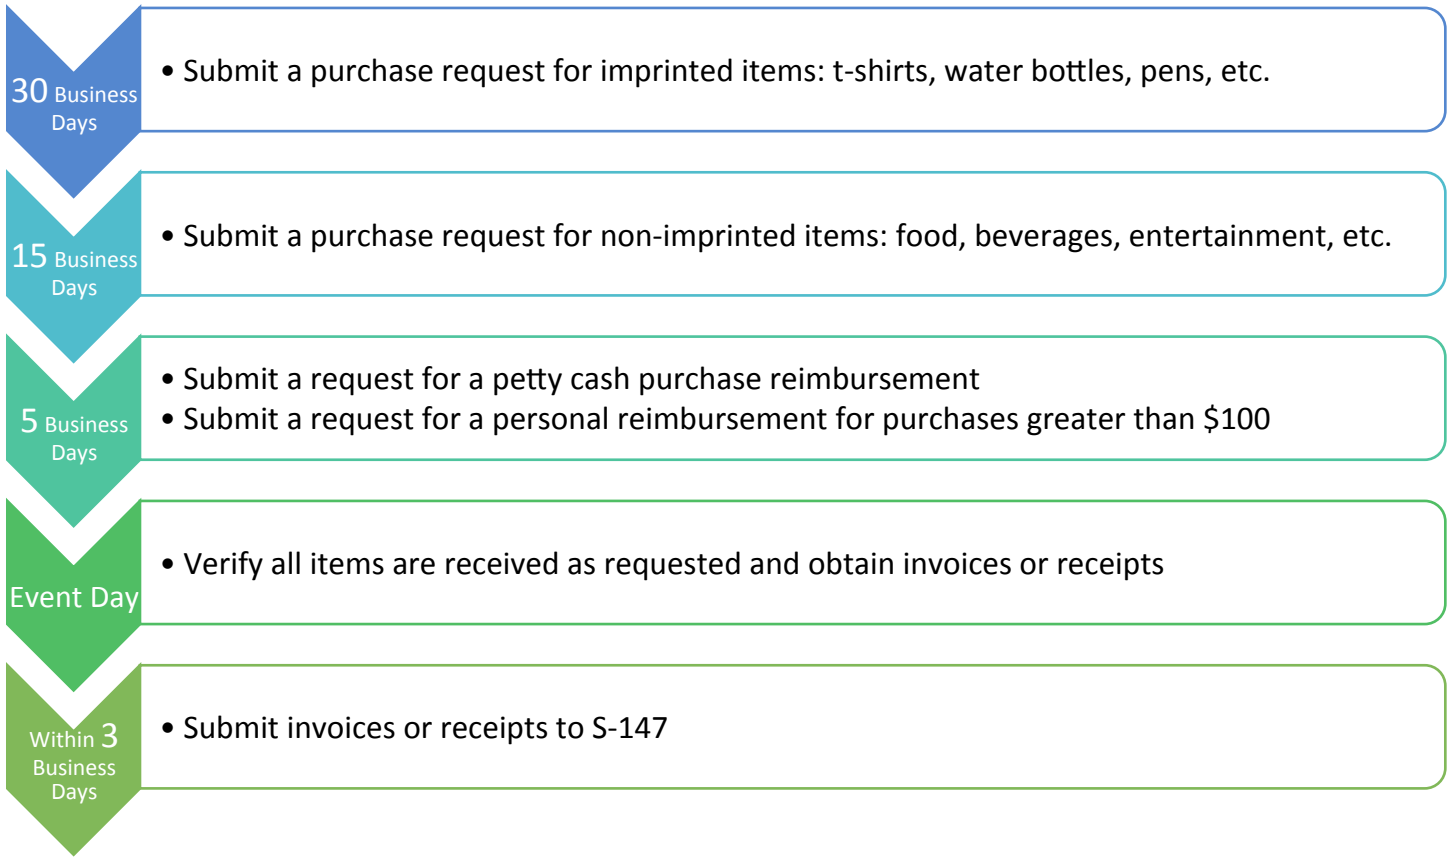 30 Business
Days
• Submit a purchase request for imprinted items: t-shirts, water bottles, pens, etc.
15 Business
Days
• Submit a purchase request for non-imprinted items: food, beverages, entertainment, etc.
5 Business
Days
• Submit a request for a petty cash purchase reimbursement
• Submit a request for a personal reimbursement for purchases greater than $100
Event Day
• Verify all items are received as requested and obtain invoices or receipts
Within 3
Business
Days
• Submit invoices or receipts to S-147